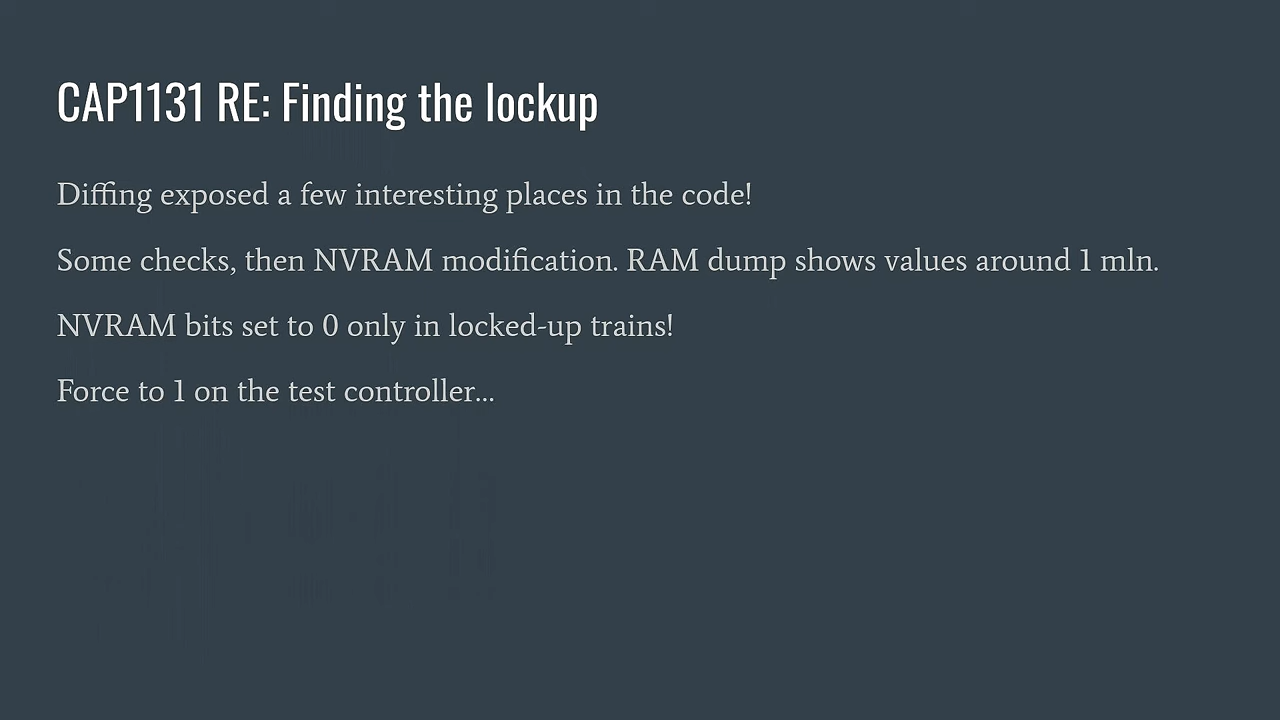 CAP1131 RE: Finding the lockup
Diffing exposed a few interesting places in the code!
Some checks, then NVRAM modification. RAM dump shows values around 1 mln.
NVRAM bits set to 0 only in locked-up trains!
Force to 1 on the test controller...